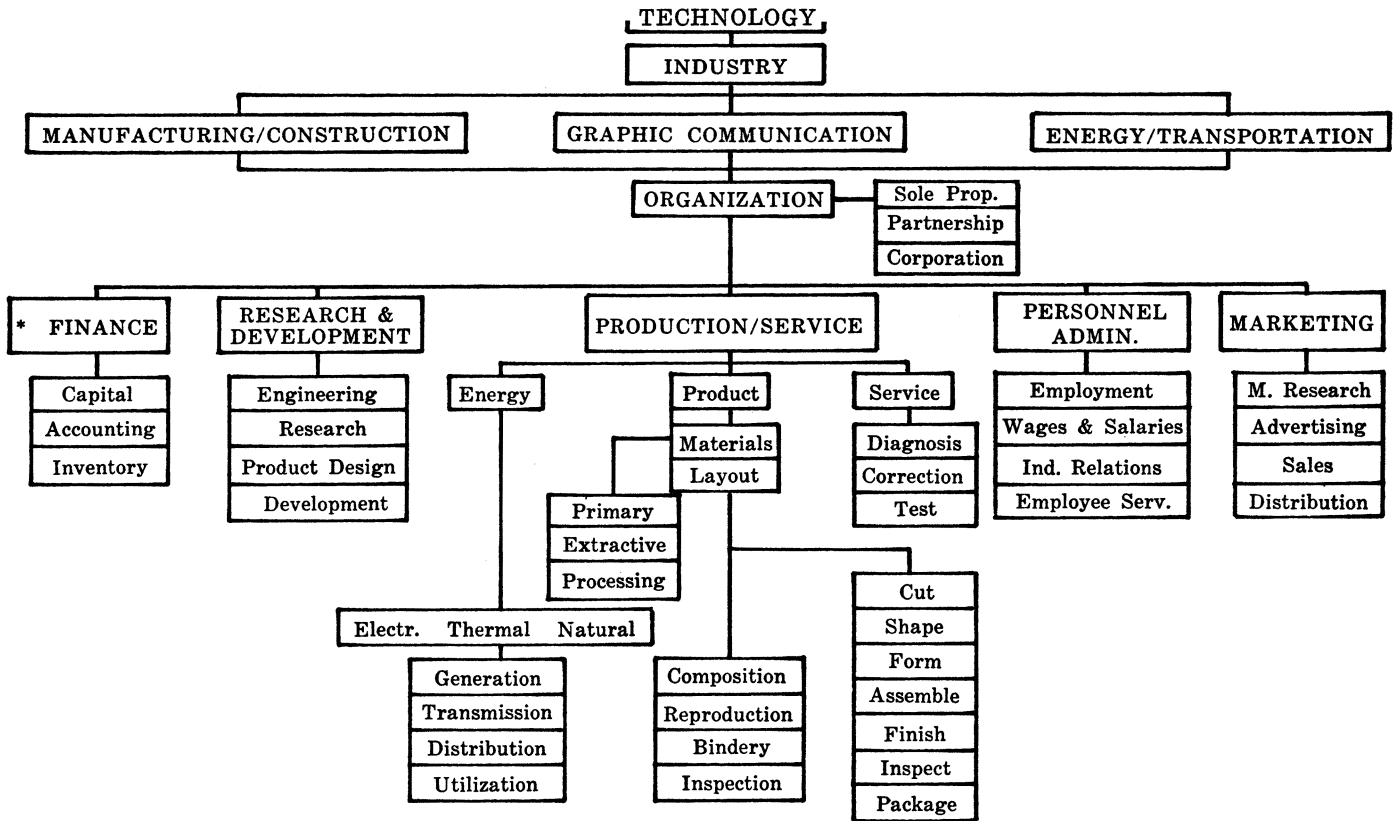 TECHNOLOGY
INDUSTRY
MANUFACTURING/CONSTRUCTION
GRAPHIC COMMUNICATION
ENERGY/TRANSPORTATION
ORGANIZATION
Sole Prop.
Partnership
Corporation
* FINANCE
Capital
Accounting
Inventory
RESEARCH &
DEVELOPMENT
Engineering
Research
Product Design
Development
PRODUCTION/SERVICE
Energy
Electr. Thermal Natural
Generation
Transmission
Distribution
Utilization
Product
Materials
Layout
Primary
Extractive
Processing
Composition
Reproduction
Bindery
Inspection
Cut
Shape
Form
Assemble
Finish
Inspect
Package
Service
Diagnosis
Correction
Test
PERSONNEL
ADMIN.
Employment
Wages & Salaries
Ind. Relations
Employee Serv.
MARKETING
M. Research
Advertising
Sales
Distribution